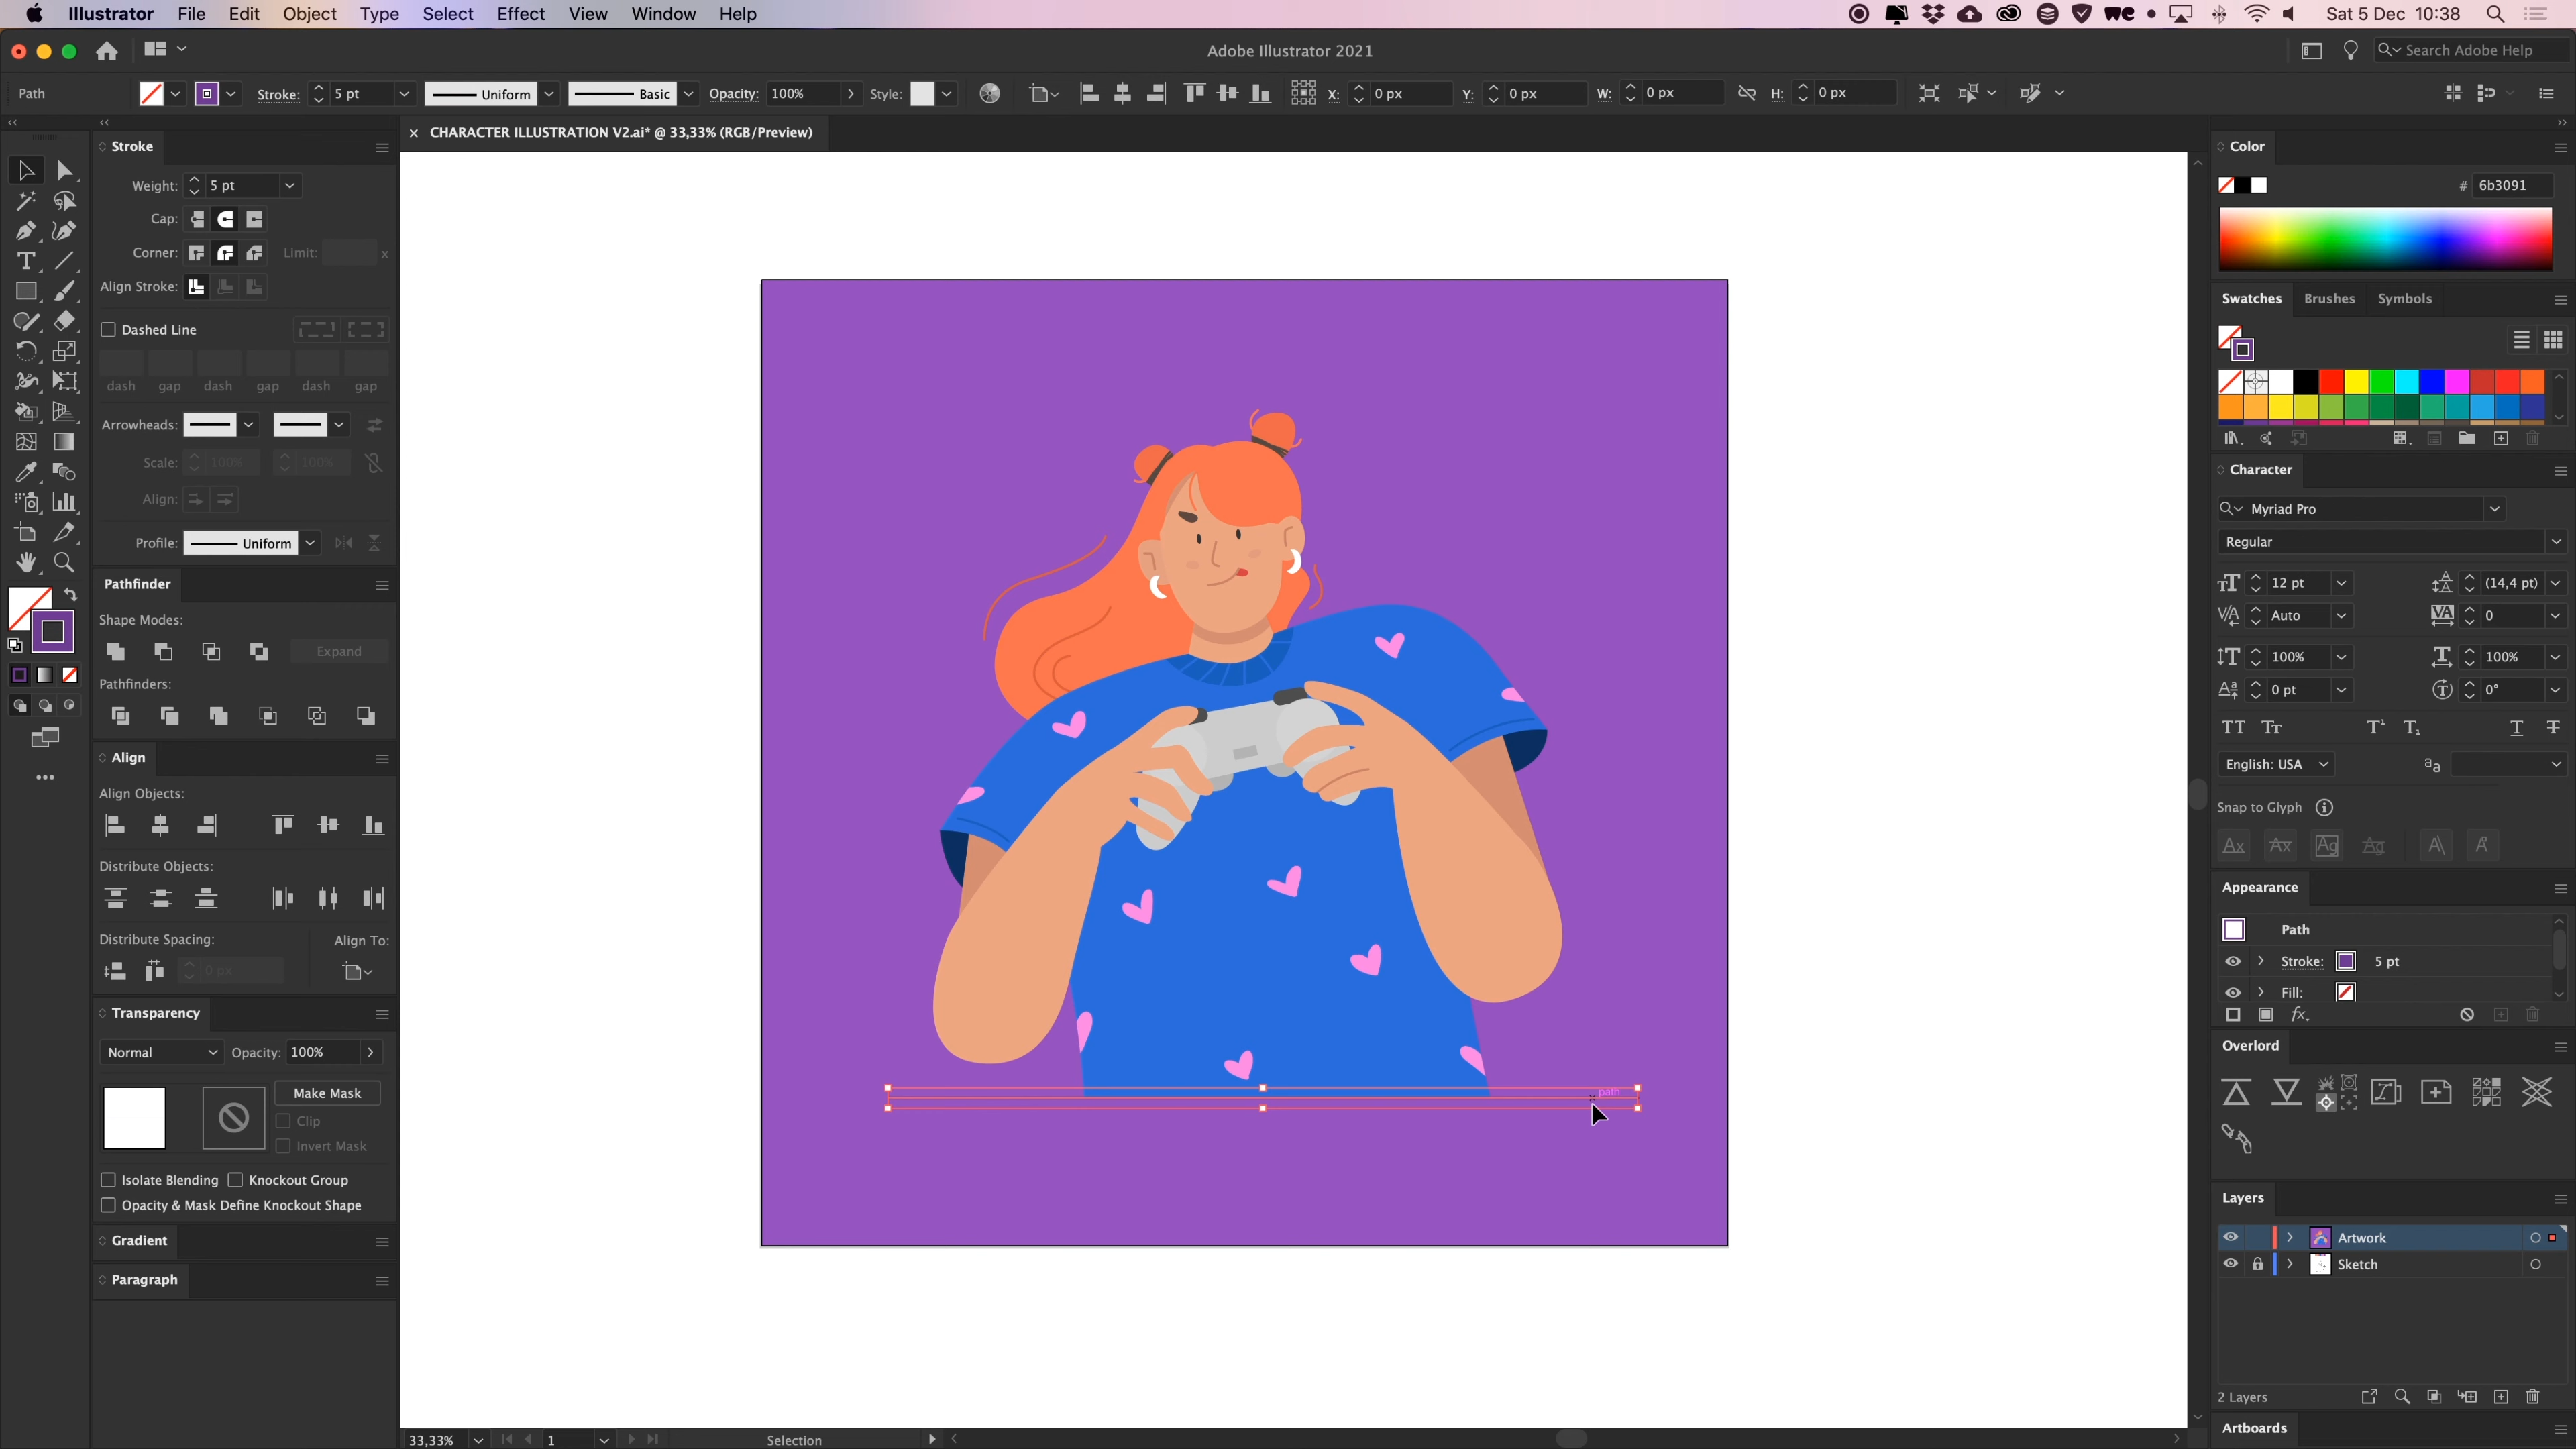 Illustrator File Edit Object Type Select Effect View Window Help
Sat 5 Dec 10:38
Adobe Illustrator 2021
Search Adobe Help
Path Stroke: 5 pt Uniform Basic Opacity: 100% Style: X: 0 px Y: 0 px W: 0 px H: 0 px
CHARACTER ILLUSTRATION V2.ai* @ 33,33% (RGB/Preview)
Stroke
Weight: 5 pt
Cap:
Corner: Limit: x
Align Stroke:
Dashed Line
dash gap dash gap dash gap
Arrowheads:
Scale: 100% 100%
Align:
Profile: Uniform
Pathfinder
Shape Modes:
Expand
Pathfinders:
Align
Align Objects:
Distribute Objects:
Distribute Spacing: Align To:
0 px
Transparency
Normal Opacity: 100%
Make Mask
Clip
Invert Mask
Isolate Blending Knockout Group
Opacity & Mask Define Knockout Shape
Gradient
Paragraph
path
33,33% 1 Selection
Color
# 6b3091
Swatches Brushes Symbols
Character
Myriad Pro
Regular
12 pt (14,4 pt)
Auto 0
100% 100%
0 pt 0°
English: USA
Snap to Glyph
Appearance
Path
Stroke: 5 pt
Fill:
Overlord
Layers
Artwork
Sketch
2 Layers
Artboards